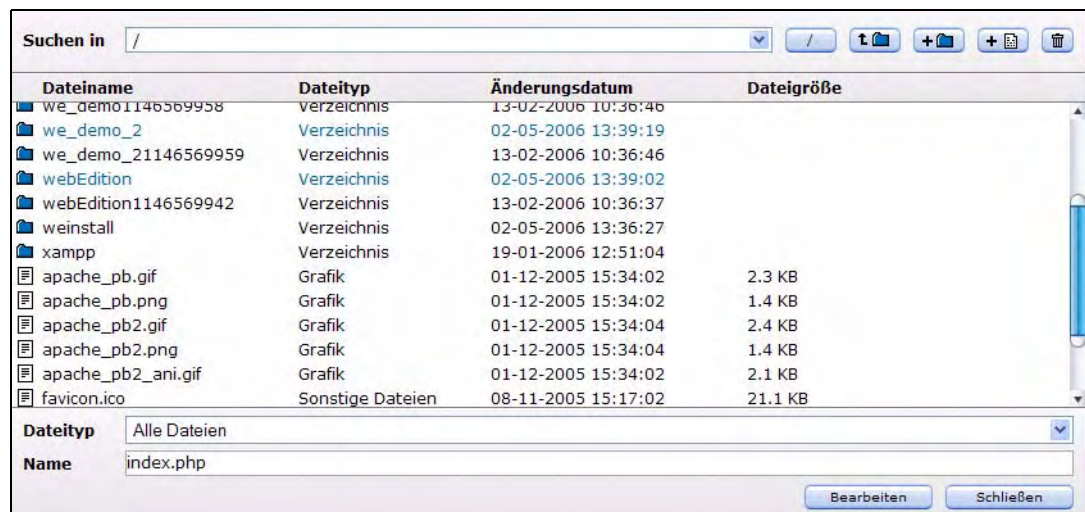 Suchen in / /
Dateiname Dateityp Änderungsdatum Dateigröße
we_demo1146569958 Verzeichnis 13-02-2006 10:36:46
we_demo_2 Verzeichnis 02-05-2006 13:39:19
we_demo_21146569959 Verzeichnis 13-02-2006 10:36:46
webEdition Verzeichnis 02-05-2006 13:39:02
webEdition1146569942 Verzeichnis 13-02-2006 10:36:37
weinstall Verzeichnis 02-05-2006 13:36:27
xampp Verzeichnis 19-01-2006 12:51:04
apache_pb.gif Grafik 01-12-2005 15:34:02 2.3 KB
apache_pb.png Grafik 01-12-2005 15:34:02 1.4 KB
apache_pb2.gif Grafik 01-12-2005 15:34:04 2.4 KB
apache_pb2.png Grafik 01-12-2005 15:34:04 1.4 KB
apache_pb2_ani.gif Grafik 01-12-2005 15:34:02 2.1 KB
favicon.ico Sonstige Dateien 08-11-2005 15:17:02 21.1 KB
Dateityp Alle Dateien
Name index.php
Bearbeiten Schließen